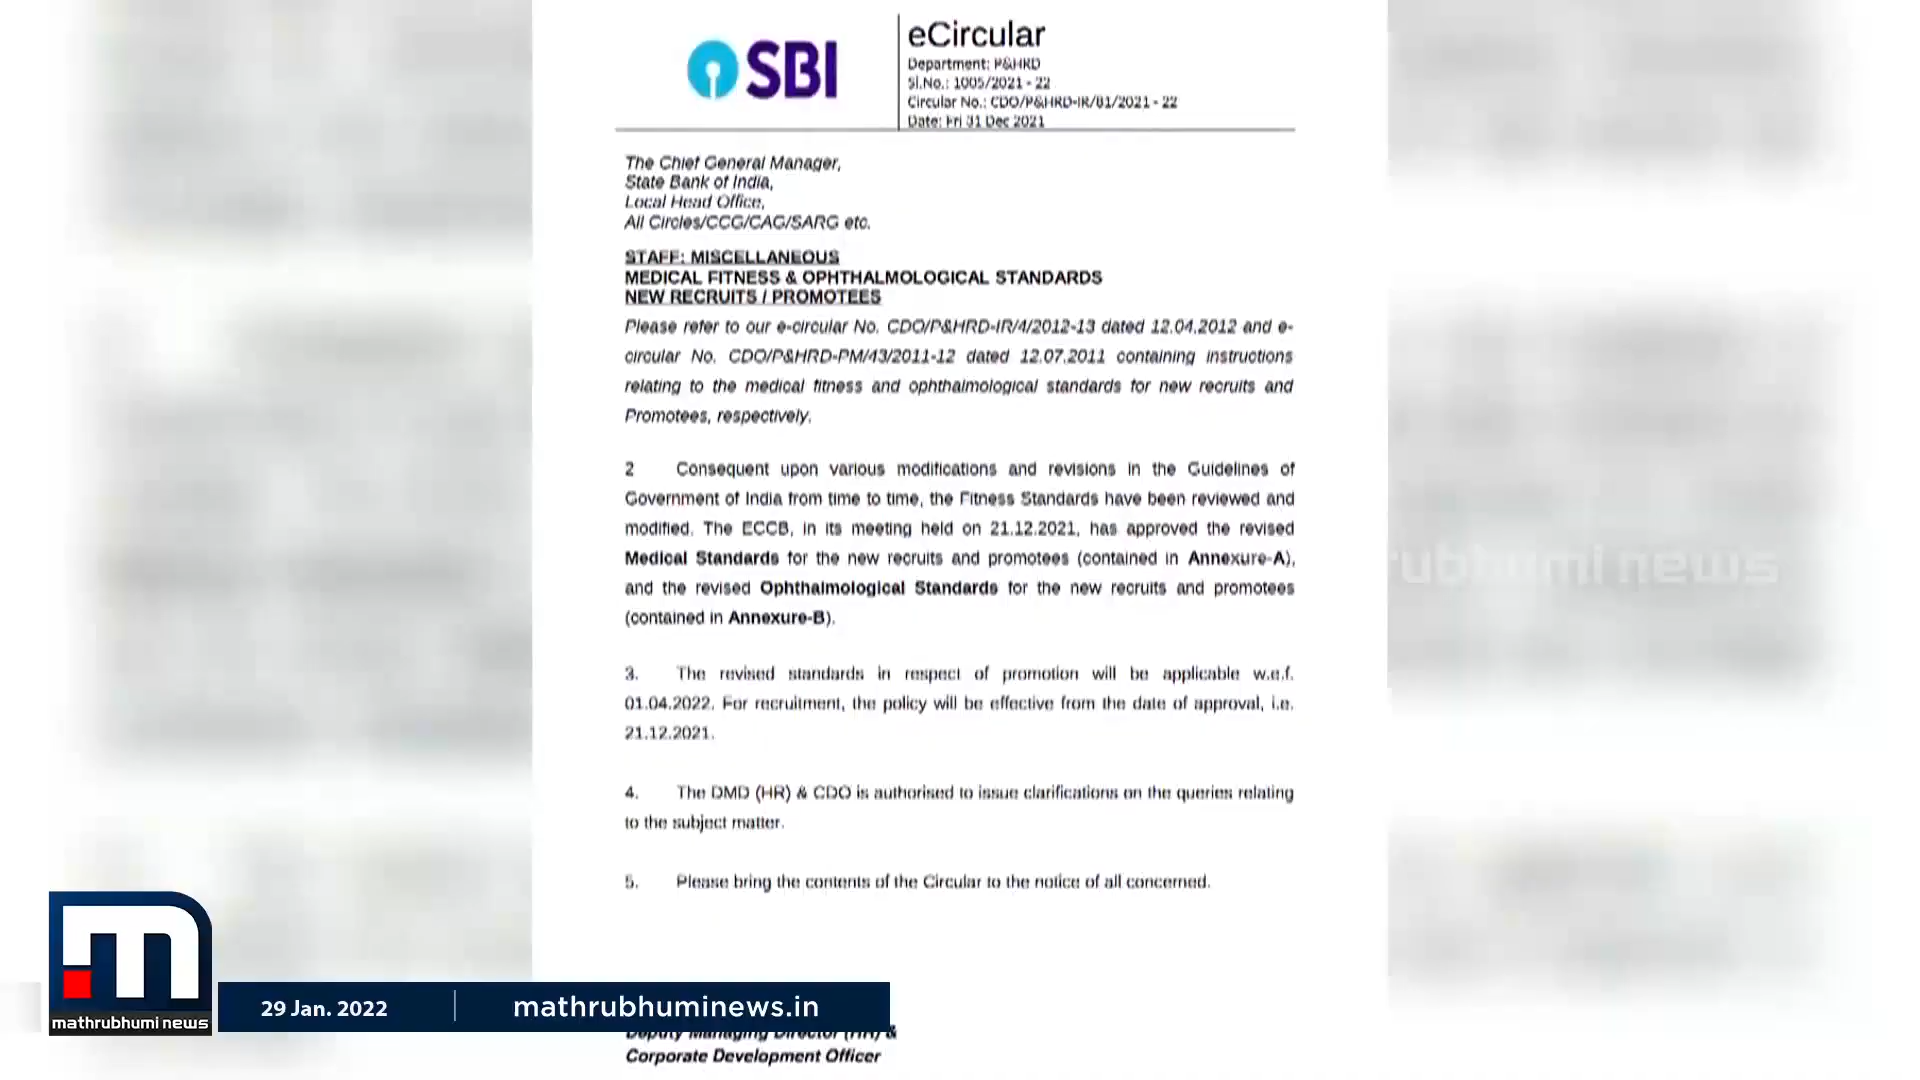 SBI
eCircular
Department: P&HRD
Sl.No.: 1005/2021 - 22
Circular No.: CDO/P&HRD-IR/81/2021 - 22
Date: Fri 31 Dec 2021
The Chief General Manager,
State Bank of India,
Local Head Office,
All Circles/CCG/CAG/SARG etc.
STAFF: MISCELLANEOUS
MEDICAL FITNESS & OPHTHALMOLOGICAL STANDARDS
NEW RECRUITS / PROMOTEES
Please refer to our e-circular No. CDO/P&HRD-IR/4/2012-13 dated 12.04.2012 and e-
circular No. CDO/P&HRD-PM/43/2011-12 dated 12.07.2011 containing instructions
relating to the medical fitness and ophthalmological standards for new recruits and
Promotees, respectively.
2 Consequent upon various modifications and revisions in the Guidelines of
Government of India from time to time, the Fitness Standards have been reviewed and
modified. The ECCB, in its meeting held on 21.12.2021, has approved the revised
Medical Standards for the new recruits and promotees (contained in Annexure-A),
and the revised Ophthalmological Standards for the new recruits and promotees
(contained in Annexure-B).
3. The revised standards in respect of promotion will be applicable w.e.f.
01.04.2022. For recruitment, the policy will be effective from the date of approval, i.e.
21.12.2021.
4. The DMD (HR) & CDO is authorised to issue clarifications on the queries relating
to the subject matter.
5. Please bring the contents of the Circular to the notice of all concerned.
Deputy Managing Director (HR) &
Corporate Development Officer
rubhumi news
mathrubhumi news
29 Jan. 2022
mathrubhuminews.in